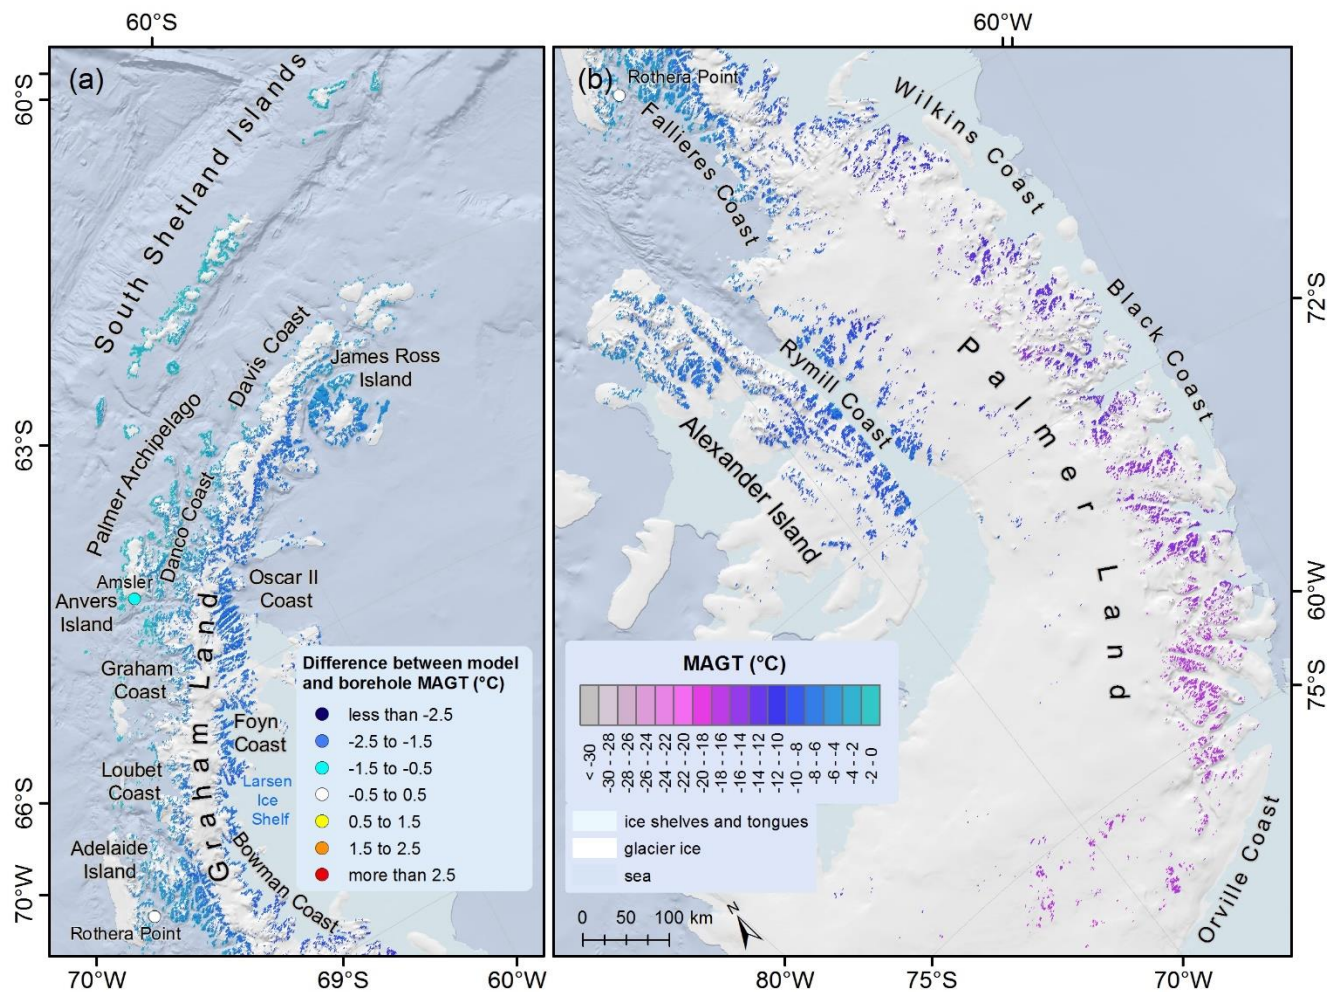 60°S
60°W
(a)
60°S
South Shetland Islands
Davis Coast
James Ross
Island
63°S
Palmer Archipelago
Danco Coast
Amsler
Anvers
Island
Oscar II
Coast
Graham
Coast
Graham Land
Foyn
Coast
Loubet
Coast
Larsen
Ice
Shelf
66°S
Adelaide
Island
Bowman Coast
70°W
Rothera Point
Difference between model
and borehole MAGT (°C)
less than -2.5
-2.5 to -1.5
-1.5 to -0.5
-0.5 to 0.5
0.5 to 1.5
1.5 to 2.5
more than 2.5
70°W
69°S
60°W
(b)
Rothera Point
Fallieres Coast
Wilkins Coast
72°S
Black Coast
Rymill Coast
Palmer Land
Alexander Island
60°W
75°S
Orville Coast
MAGT (°C)
< -30
-30 - -28
-28 - -26
-26 - -24
-24 - -22
-22 - -20
-20 - -18
-18 - -16
-16 - -14
-14 - -12
-12 - -10
-10 - -8
-8 - -6
-6 - -4
-4 - -2
-2 - 0
ice shelves and tongues
glacier ice
sea
0 50 100 km
N
80°W
75°W
70°W